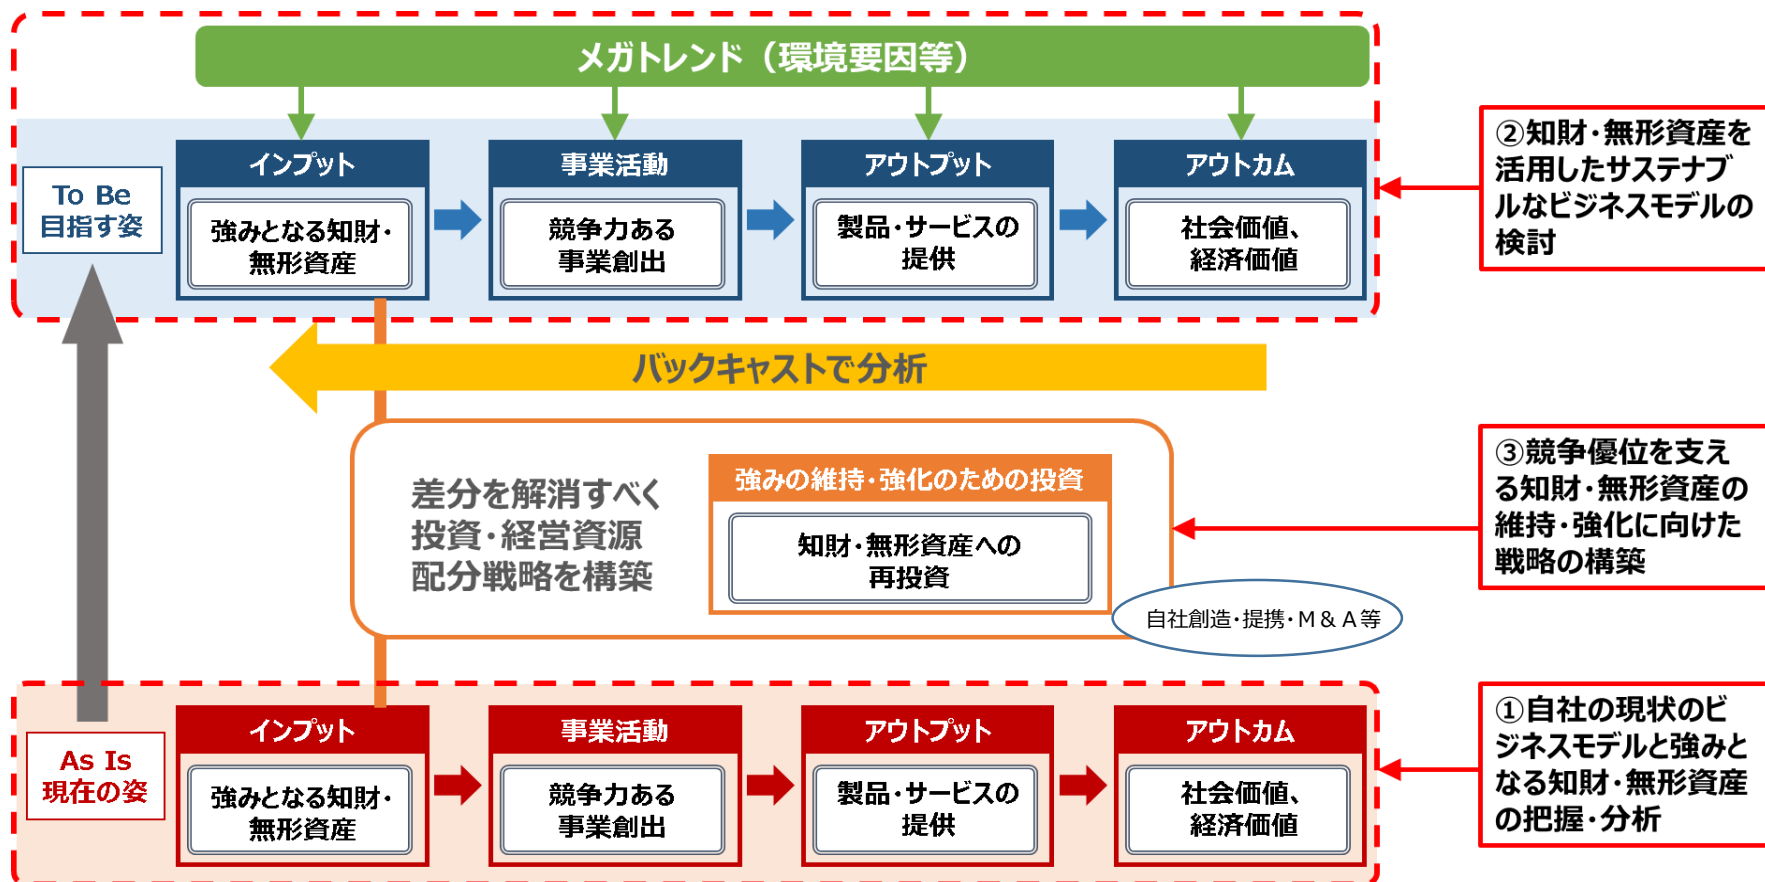 メガトレンド（環境要因等）
To Be
目指す姿
インプット
強みとなる知財・
無形資産
事業活動
競争力ある
事業創出
アウトプット
製品・サービスの
提供
アウトカム
社会価値、
経済価値
②知財・無形資産を
活用したサステナブ
ルなビジネスモデルの
検討
バックキャストで分析
差分を解消すべく
投資・経営資源
配分戦略を構築
強みの維持・強化のための投資
知財・無形資産への
再投資
自社創造・提携・M & A 等
③競争優位を支え
る知財・無形資産の
維持・強化に向けた
戦略の構築
As Is
現在の姿
インプット
強みとなる知財・
無形資産
事業活動
競争力ある
事業創出
アウトプット
製品・サービスの
提供
アウトカム
社会価値、
経済価値
①自社の現状のビ
ジネスモデルと強みと
なる知財・無形資産
の把握・分析